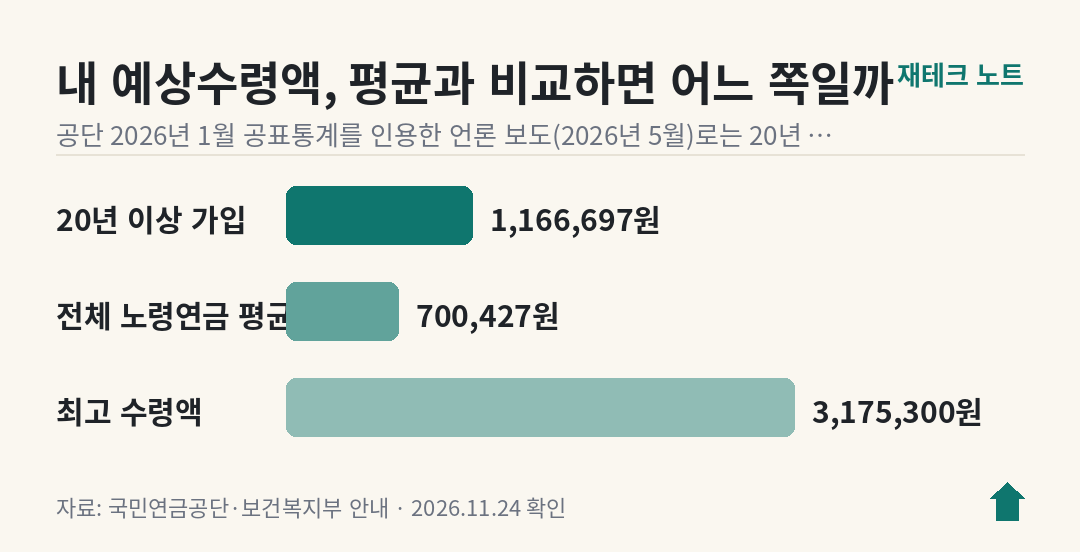 내 예상수령액, 평균과 비교하면 어느 쪽일까
재테크 노트
공단 2026년 1월 공표통계를 인용한 언론 보도(2026년 5월)로는 20년 …
20년 이상 가입 1,166,697원
전체 노령연금 평균 700,427원
최고 수령액 3,175,300원
자료: 국민연금공단·보건복지부 안내 · 2026.11.24 확인